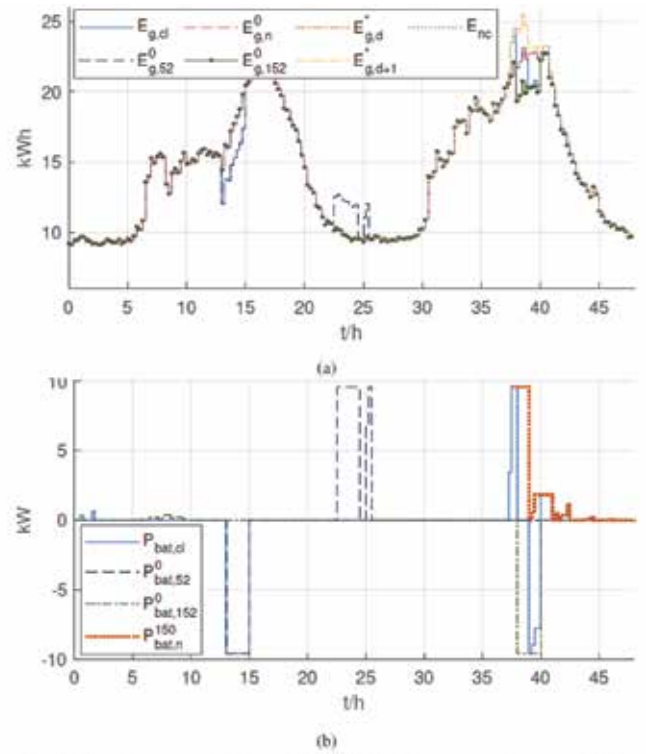 E_g,cl E^0_g,n E^*_g,d E_nc
E^0_g,52 E^0_g,152 E^*_g,d+1
25
20
15
10
kWh
0 5 10 15 20 25 30 35 40 45
t/h
(a)
10
5
0
-5
-10
kW
P_bat,cl
P^0_bat,52
P^0_bat,152
P^150_bat,n
0 5 10 15 20 25 30 35 40 45
t/h
(b)